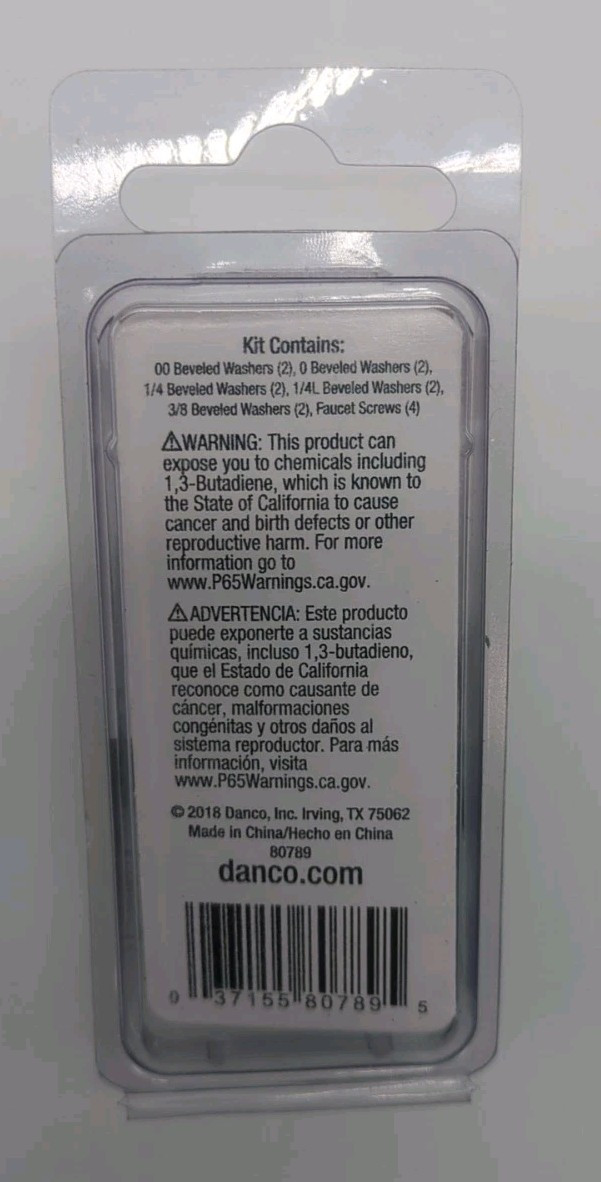 Kit Contains:
00 Beveled Washers (2), 0 Beveled Washers (2),
1/4 Beveled Washers (2), 1/4L Beveled Washers (2),
3/8 Beveled Washers (2), Faucet Screws (4)
⚠WARNING: This product can
expose you to chemicals including
1,3-Butadiene, which is known to
the State of California to cause
cancer and birth defects or other
reproductive harm. For more
information go to
www.P65Warnings.ca.gov.
⚠ADVERTENCIA: Este producto
puede exponerte a sustancias
químicas, incluso 1,3-butadieno,
que el Estado de California
reconoce como causante de
cáncer, malformaciones
congénitas y otros daños al
sistema reproductor. Para más
información, visita
www.P65Warnings.ca.gov.
© 2018 Danco, Inc. Irving, TX 75062
Made in China/Hecho en China
80789
danco.com
0 37155 80789 5